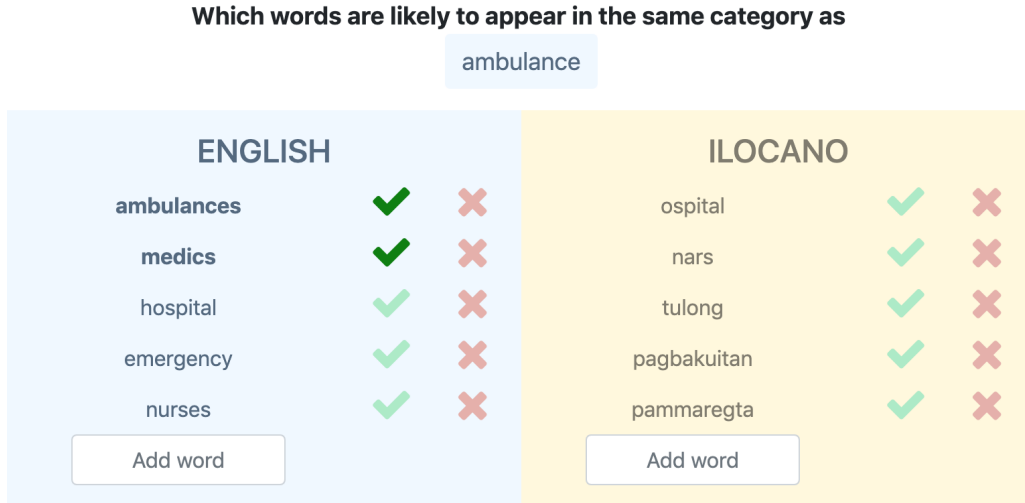 Which words are likely to appear in the same category as
ambulance
ENGLISH
ambulances
medics
hospital
emergency
nurses
Add word
ILOCANO
ospital
nars
tulong
pagbakuitan
pammaregta
Add word